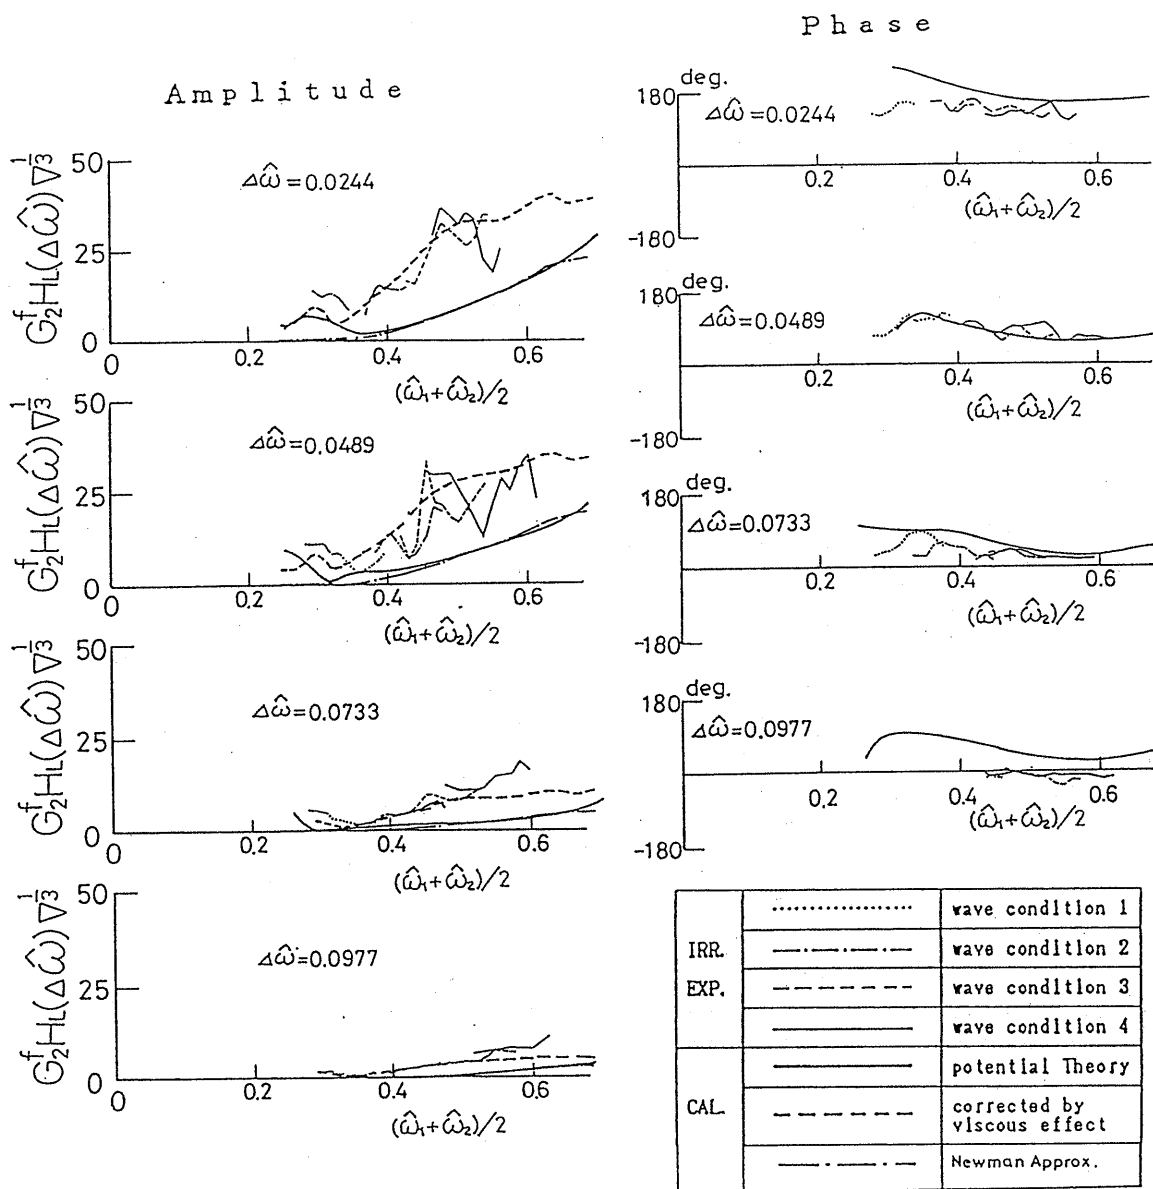 Phase
Amplitude
50
25
0
0
0.2
0.4
0.6
Δω̂=0.0244
G₂ᶠHL(Δω̂)∇^1/3
(ω̂₁+ω̂₂)/2
50
25
0
0
0.2
0.4
0.6
Δω̂=0.0489
G₂ᶠHL(Δω̂)∇^1/3
(ω̂₁+ω̂₂)/2
50
25
0
0
0.2
0.4
0.6
Δω̂=0.0733
G₂ᶠHL(Δω̂)∇^1/3
(ω̂₁+ω̂₂)/2
50
25
0
0
0.2
0.4
0.6
Δω̂=0.0977
G₂ᶠHL(Δω̂)∇^1/3
(ω̂₁+ω̂₂)/2
deg.
180
Δω̂=0.0244
0.2
0.4
0.6
(ω̂₁+ω̂₂)/2
-180
deg.
180
Δω̂=0.0489
0.2
0.4
0.6
(ω̂₁+ω̂₂)/2
-180
deg.
180
Δω̂=0.0733
0.2
0.4
0.6
(ω̂₁+ω̂₂)/2
-180
deg.
180
Δω̂=0.0977
0.2
0.4
0.6
(ω̂₁+ω̂₂)/2
-180
IRR.
EXP.
wave condition 1
wave condition 2
wave condition 3
wave condition 4
CAL.
potential Theory
corrected by
viscous effect
Newman Approx.